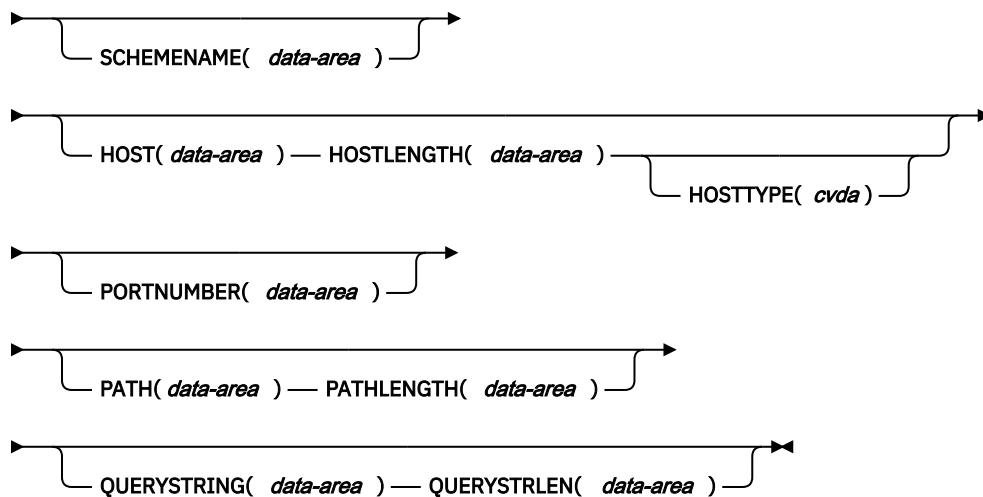 SCHEMENAME( data-area )
HOST( data-area ) HOSTLENGTH( data-area )
HOSTTYPE( cvda )
PORTNUMBER( data-area )
PATH( data-area ) PATHLENGTH( data-area )
QUERYSTRING( data-area ) QUERYSTRLEN( data-area )